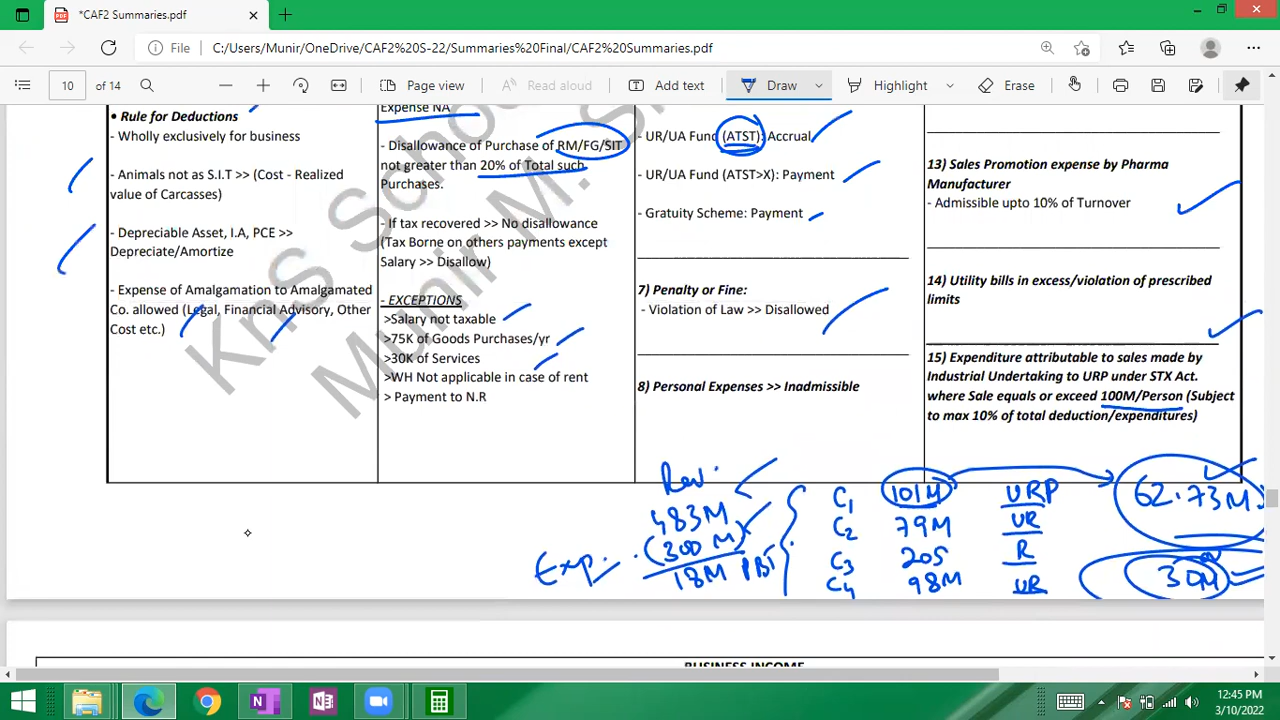 *CAF2 Summaries.pdf
File C:/Users/Munir/OneDrive/CAF2%20S-22/Summaries%20Final/CAF2%20Summaries.pdf
10 of 14
Page view
Read aloud
Add text
Draw
Highlight
Erase
• Rule for Deductions
- Wholly exclusively for business
- Animals not as S.I.T >> (Cost - Realized
value of Carcasses)
- Depreciable Asset, I.A, PCE >>
Depreciate/Amortize
- Expense of Amalgamation to Amalgamated
Co. allowed (Legal, Financial Advisory, Other
Cost etc.)
Expense NA
- Disallowance of Purchase of RM/FG/SIT
not greater than 20% of Total such
Purchases.
- If tax recovered >> No disallowance
(Tax Borne on others payments except
Salary >> Disallow)
- EXCEPTIONS
>Salary not taxable
>75K of Goods Purchases/yr
>30K of Services
>WH Not applicable in case of rent
> Payment to N.R
- UR/UA Fund (ATST): Accrual
- UR/UA Fund (ATST>X): Payment
- Gratuity Scheme: Payment
7) Penalty or Fine:
- Violation of Law >> Disallowed
8) Personal Expenses >> Inadmissible
13) Sales Promotion expense by Pharma
Manufacturer
- Admissible upto 10% of Turnover
14) Utility bills in excess/violation of prescribed
limits
15) Expenditure attributable to sales made by
Industrial Undertaking to URP under STX Act.
where Sale equals or exceed 100M/Person (Subject
to max 10% of total deduction/expenditures)
Rev.
483M
Exp. (300 M)
18M PBT
C1 101M URP 62.73M
C2 79M UR
C3 205 R
C4 98M UR 30M
BUSINESS INCOME
Kn S School
Munir M. S
12:45 PM
3/10/2022